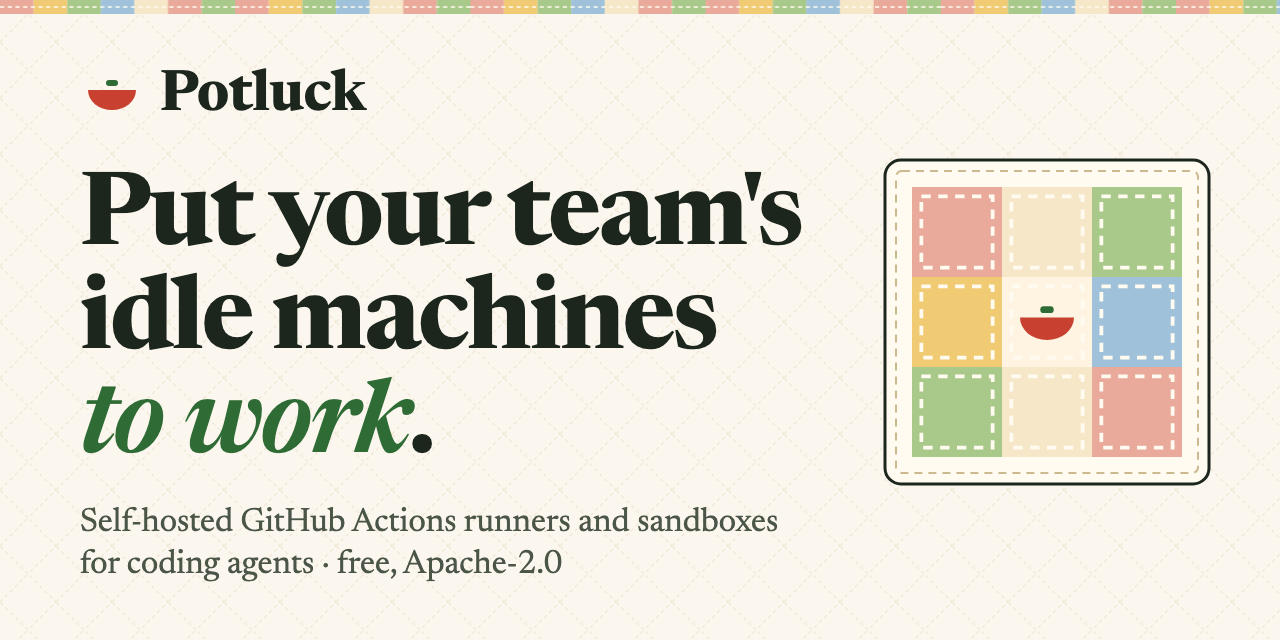 Potluck
Put your team's
idle machines
to work.
Self-hosted GitHub Actions runners and sandboxes
for coding agents · free, Apache-2.0